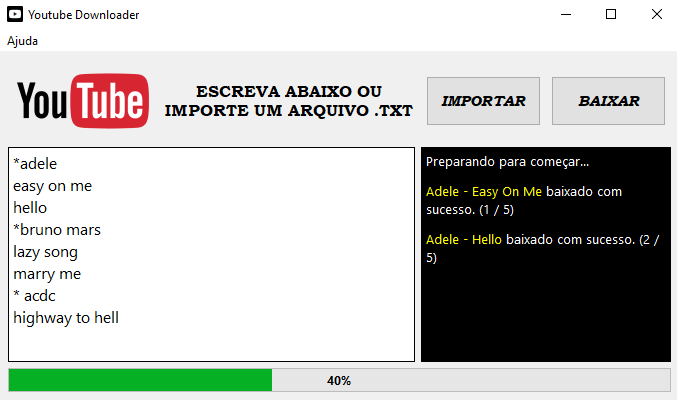 Youtube Downloader
Ajuda
YouTube
ESCREVA ABAIXO OU
IMPORTE UM ARQUIVO .TXT
IMPORTAR
BAIXAR
*adele
easy on me
hello
*bruno mars
lazy song
marry me
* acdc
highway to hell
Preparando para começar...
Adele - Easy On Me baixado com
sucesso. (1 / 5)
Adele - Hello baixado com sucesso. (2 /
5)
40%